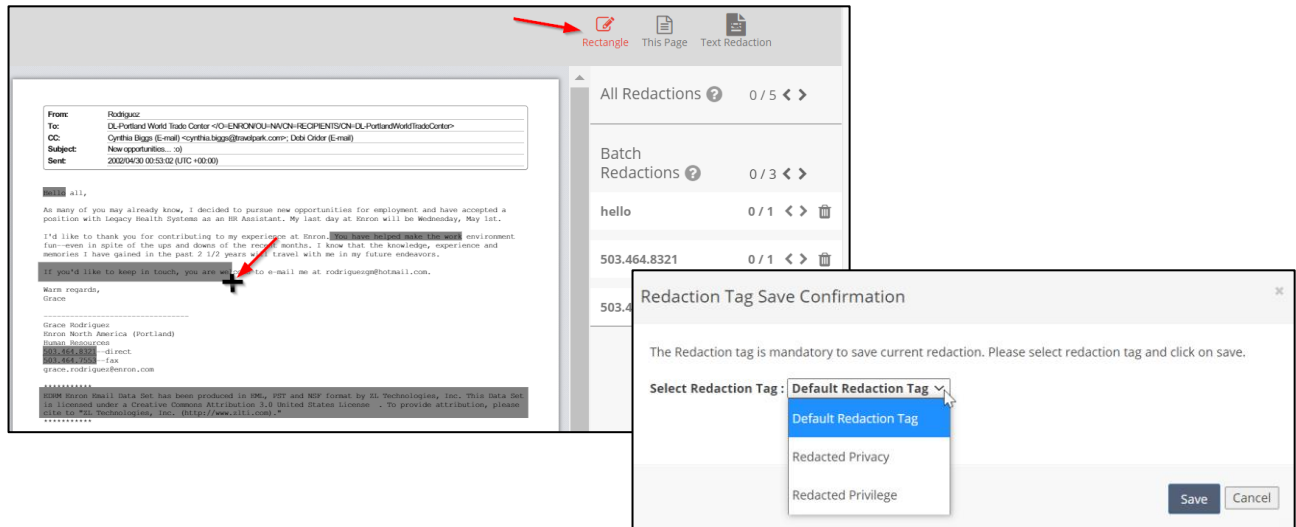 Rectangle This Page Text Redaction
All Redactions ? 0 / 5 < >
Batch
Redactions ? 0 / 3 < >
hello 0 / 1 < >
503.464.8321 0 / 1 < >
503.4
From: Rodriguez
To: DL-Portland World Trade Center </O=ENRON/OU=NA/CN=RECIPIENTS/CN=DL-PortlandWorldTradeCenter>
CC: Cynthia Biggs (E-mail) <cynthia.biggs@travelpark.com>; Debi Crider (E-mail)
Subject: New opportunities... :o)
Sent: 2002/04/30 00:53:02 (UTC +00:00)
Hello all,
As many of you may already know, I decided to pursue new opportunities for employment and have accepted a
position with Legacy Health Systems as an HR Assistant. My last day at Enron will be Wednesday, May 1st.
I'd like to thank you for contributing to my experience at Enron. You have helped make the work environment
fun--even in spite of the ups and downs of the recent months. I know that the knowledge, experience and
memories I have gained in the past 2 1/2 years will travel with me in my future endeavors.
If you'd like to keep in touch, you are welcome to e-mail me at rodriguezgm@hotmail.com.
Warm regards,
Grace
---------------------------------
Grace Rodriguez
Enron North America (Portland)
Human Resources
503.464.8321--direct
503.464.7553--fax
grace.rodriguez@enron.com
***********
EDRM Enron Email Data Set has been produced in EML, PST and NSF format by ZL Technologies, Inc. This Data Set
is licensed under a Creative Commons Attribution 3.0 United States License . To provide attribution, please
cite to "ZL Technologies, Inc. (http://www.zlti.com)."
***********
Redaction Tag Save Confirmation ×
The Redaction tag is mandatory to save current redaction. Please select redaction tag and click on save.
Select Redaction Tag : Default Redaction Tag
Default Redaction Tag
Redacted Privacy
Redacted Privilege
Save Cancel